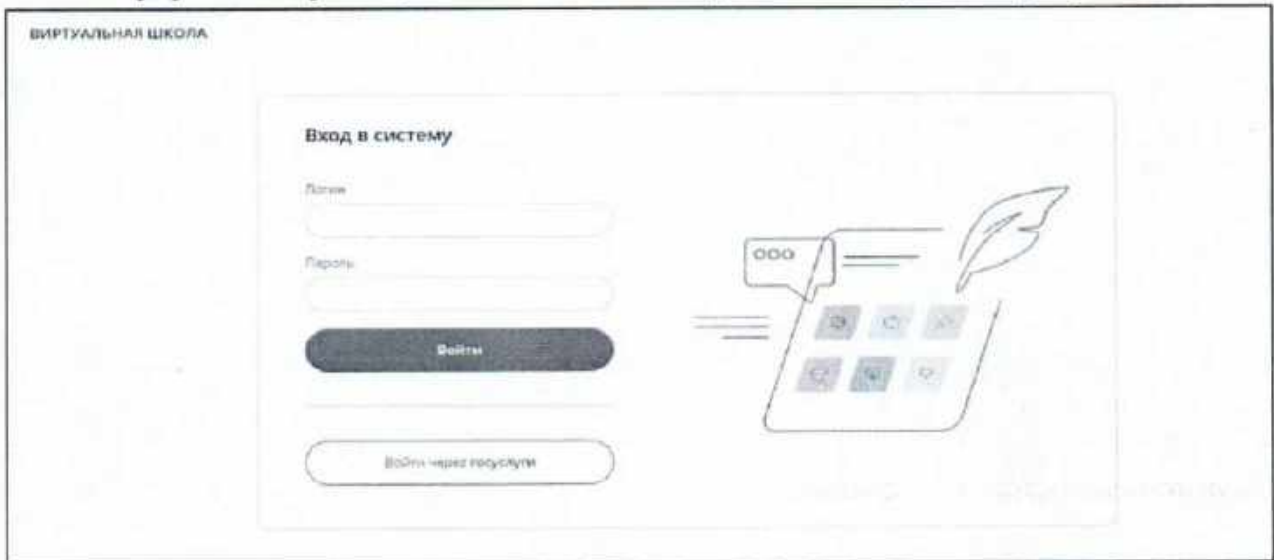 ВИРТУАЛЬНАЯ ШКОЛА
Вход в систему
Логин
Пароль
Войти
Войти через госуслуги